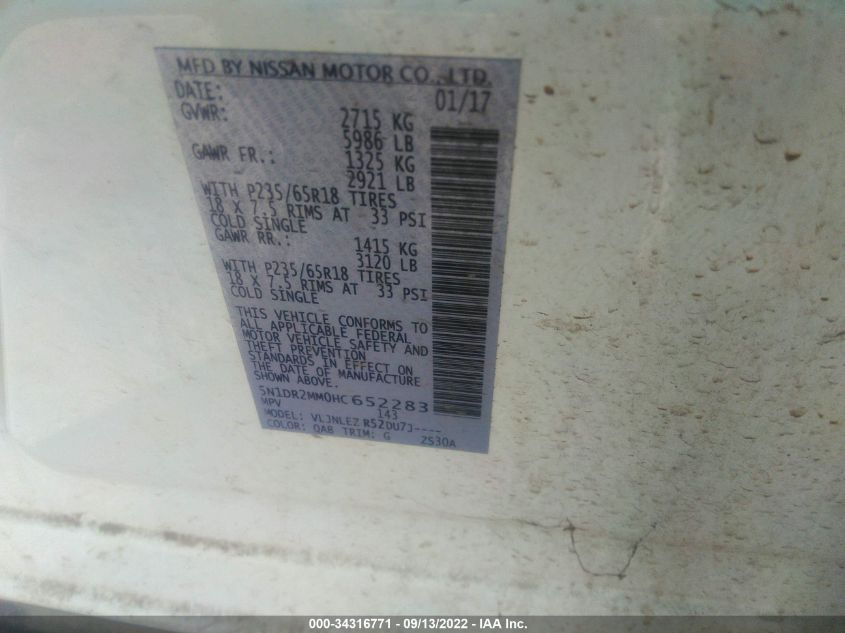 MFD BY NISSAN MOTOR CO., LTD.
DATE: 01/17
GVWR: 2715 KG
5986 LB
GAWR FR.: 1325 KG
2921 LB
WITH P235/65R18 TIRES
18 X 7.5 RIMS AT 33 PSI
COLD SINGLE
GAWR RR.: 1415 KG
3120 LB
WITH P235/65R18 TIRES
18 X 7.5 RIMS AT 33 PSI
COLD SINGLE
THIS VEHICLE CONFORMS TO
ALL APPLICABLE FEDERAL
MOTOR VEHICLE SAFETY AND
THEFT PREVENTION
STANDARDS IN EFFECT ON
THE DATE OF MANUFACTURE
SHOWN ABOVE.
5N1DR2MM0HC652283
MPV 143
MODEL: VLJNLEZ R52DU7J----
COLOR: QAB TRIM: G 2S30A
000-34316771 - 09/13/2022 - IAA Inc.